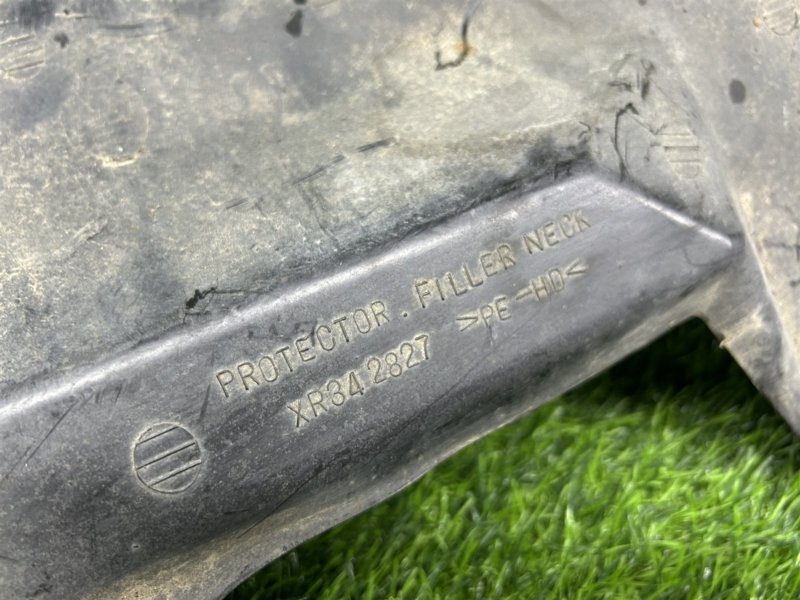 PROTECTOR . FILLER NECK
XR34 2827 >PE-HD<